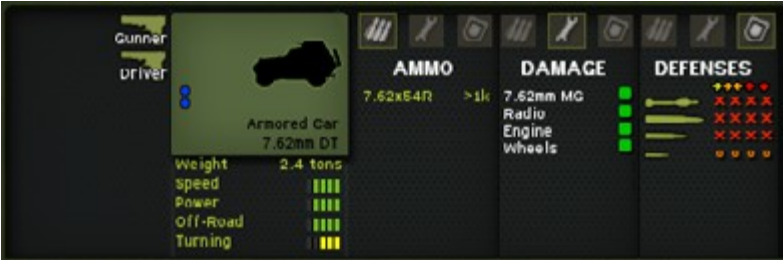 Gunner
Driver
Armored Car
7.62mm DT
Weight 2.4 tons
Speed
Power
Off-Road
Turning
AMMO
7.62x54R >1k
DAMAGE
7.62mm MG
Radio
Engine
Wheels
DEFENSES